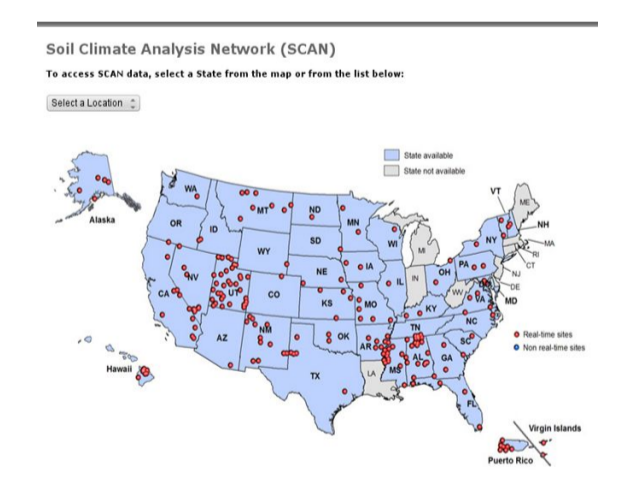 Soil Climate Analysis Network (SCAN)
To access SCAN data, select a State from the map or from the list below:
Select a Location
State available
State not available
Alaska
WA
OR
ID
MT
ND
MN
SD
WY
WI
MI
VT
ME
NH
NY
MA
RI
CT
NJ
DE
MD
PA
OH
IN
IL
IA
NE
NV
UT
CO
CA
KS
MO
KY
WV
VA
NC
TN
SC
AZ
NM
OK
AR
MS
AL
GA
TX
LA
FL
Real-time sites
Non real-time sites
Hawaii
Virgin Islands
Puerto Rico